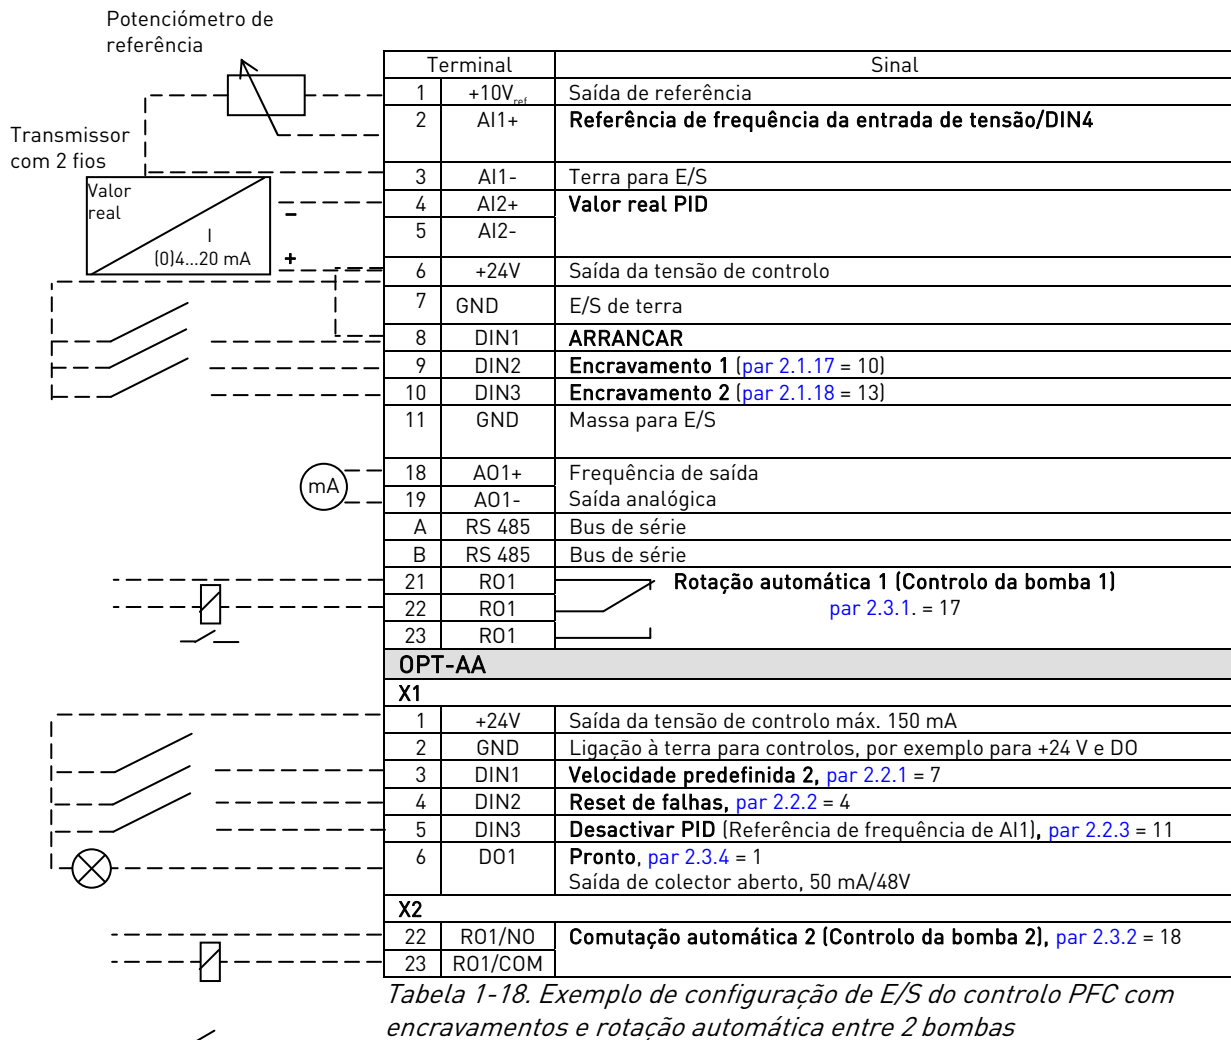 Potenciómetro de
referência
Transmissor
com 2 fios
Valor
real
I
(0)4...20 mA
−
+
mA
Terminal Sinal
1 +10Vref Saída de referência
2 AI1+ Referência de frequência da entrada de tensão/DIN4
3 AI1- Terra para E/S
4 AI2+ Valor real PID
5 AI2-
6 +24V Saída da tensão de controlo
7 GND E/S de terra
8 DIN1 ARRANCAR
9 DIN2 Encravamento 1 (par 2.1.17 = 10)
10 DIN3 Encravamento 2 (par 2.1.18 = 13)
11 GND Massa para E/S
18 AO1+ Frequência de saída
19 AO1- Saída analógica
A RS 485 Bus de série
B RS 485 Bus de série
21 RO1 Rotação automática 1 (Controlo da bomba 1)
22 RO1 par 2.3.1. = 17
23 RO1
OPT-AA
X1
1 +24V Saída da tensão de controlo máx. 150 mA
2 GND Ligação à terra para controlos, por exemplo para +24 V e DO
3 DIN1 Velocidade predefinida 2, par 2.2.1 = 7
4 DIN2 Reset de falhas, par 2.2.2 = 4
5 DIN3 Desactivar PID (Referência de frequência de AI1), par 2.2.3 = 11
6 DO1 Pronto, par 2.3.4 = 1
Saída de colector aberto, 50 mA/48V
X2
22 RO1/NO Comutação automática 2 (Controlo da bomba 2), par 2.3.2 = 18
23 RO1/COM
Tabela 1-18. Exemplo de configuração de E/S do controlo PFC com
encravamentos e rotação automática entre 2 bombas